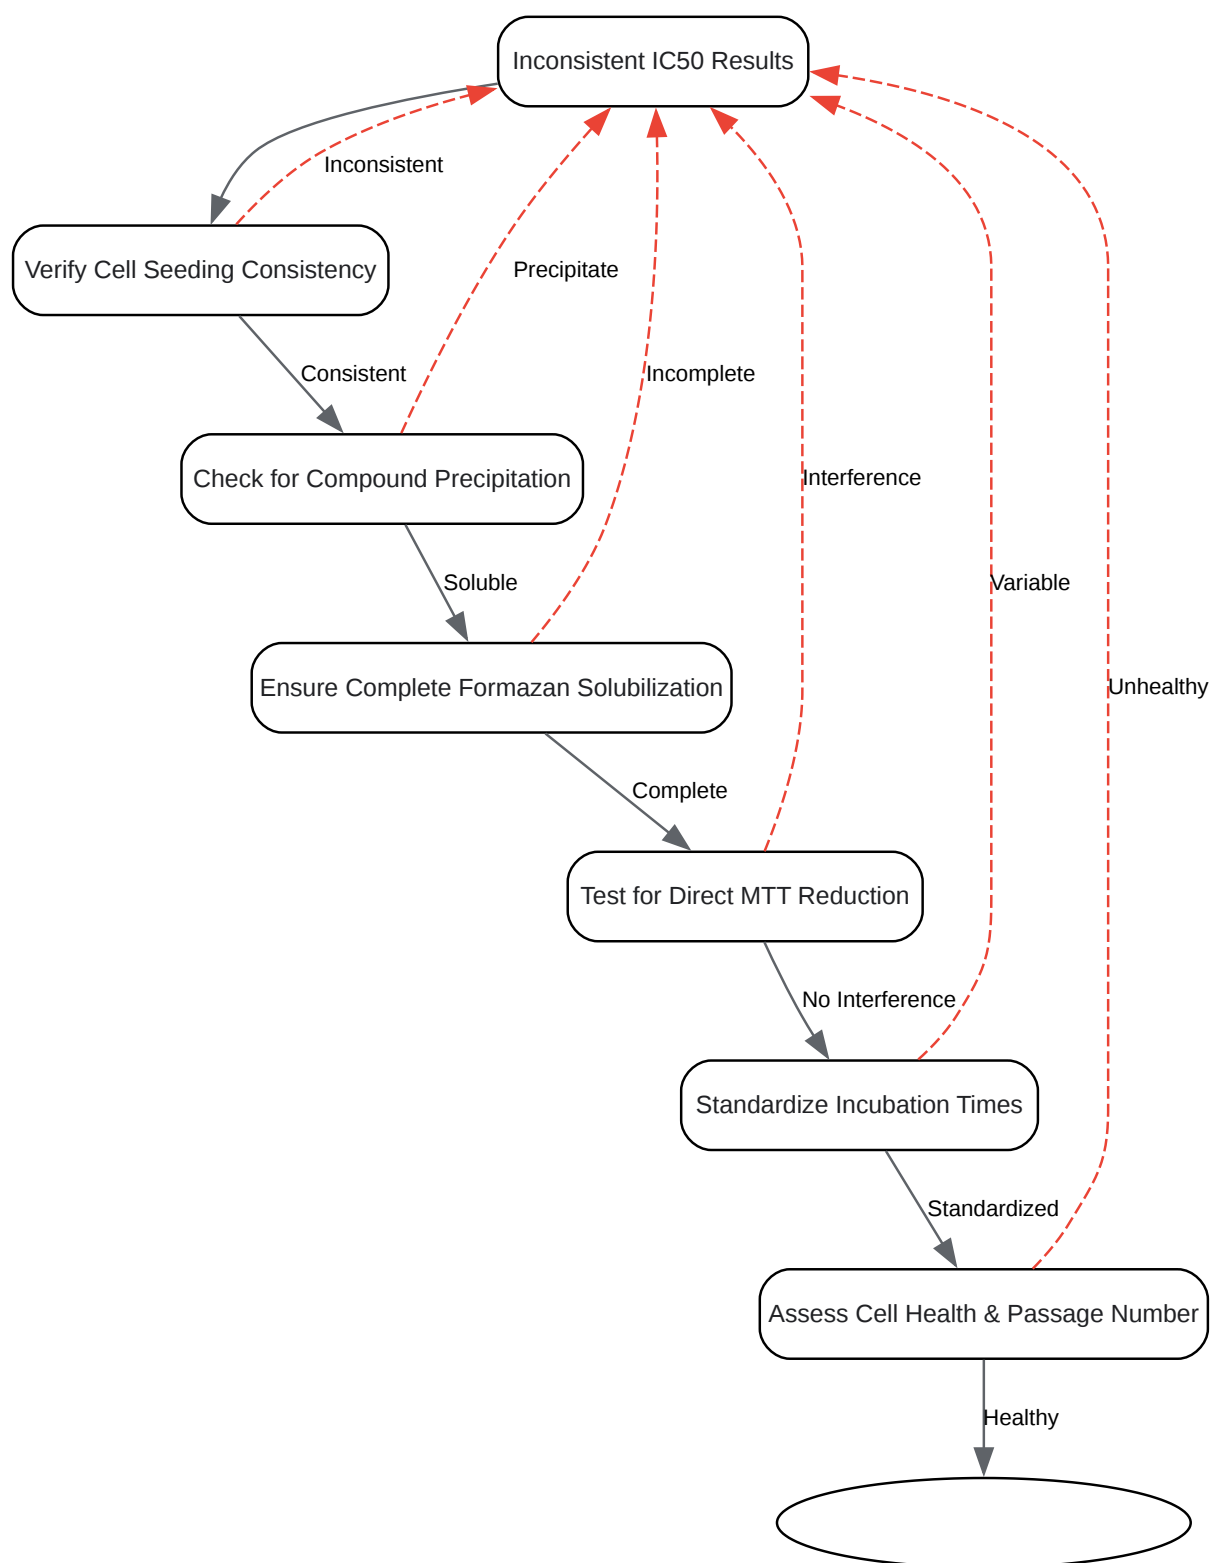 Inconsistent IC50 Results
Inconsistent
Verify Cell Seeding Consistency
Precipitate
Consistent
Incomplete
Check for Compound Precipitation
Interference
Soluble
Variable
Ensure Complete Formazan Solubilization
Unhealthy
Complete
Test for Direct MTT Reduction
No Interference
Standardize Incubation Times
Standardized
Assess Cell Health & Passage Number
Healthy